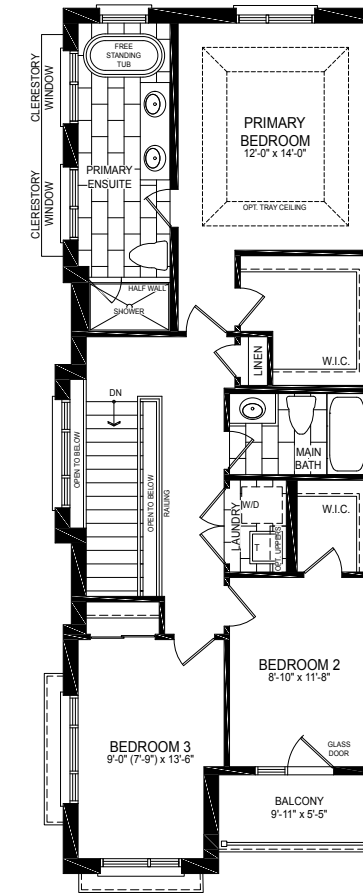 FREE
STANDING
TUB
CLERESTORY
WINDOW
CLERESTORY
WINDOW
PRIMARY
ENSUITE
PRIMARY
BEDROOM
12'-0" x 14'-0"
OPT. TRAY CEILING
HALF WALL
SHOWER
W.I.C.
LINEN
DN
OPEN TO BELOW
OPEN TO BELOW
RAILING
MAIN
BATH
LAUNDRY
W/D
T
OPT. UPPERS
W.I.C.
BEDROOM 2
8'-10" x 11'-8"
GLASS
DOOR
BEDROOM 3
9'-0" (7'-9") x 13'-6"
BALCONY
9'-11" x 5'-5"